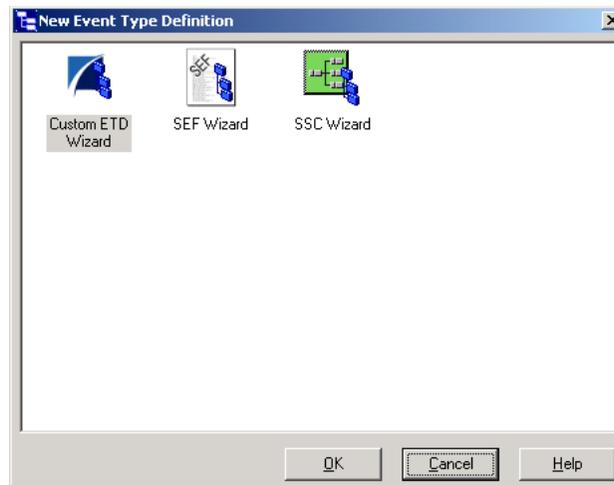 New Event Type Definition
SEF
Custom ETD
Wizard
SEF Wizard
SSC Wizard
OK
Cancel
Help